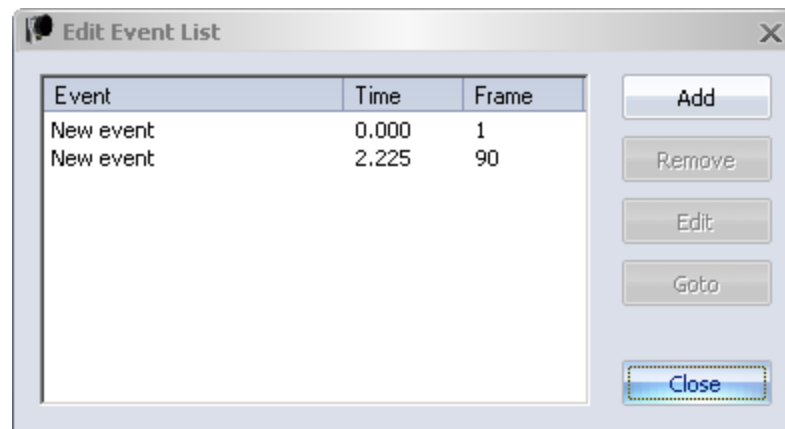 Edit Event List
Event Time Frame
New event 0.000 1
New event 2.225 90
Add
Remove
Edit
Goto
Close